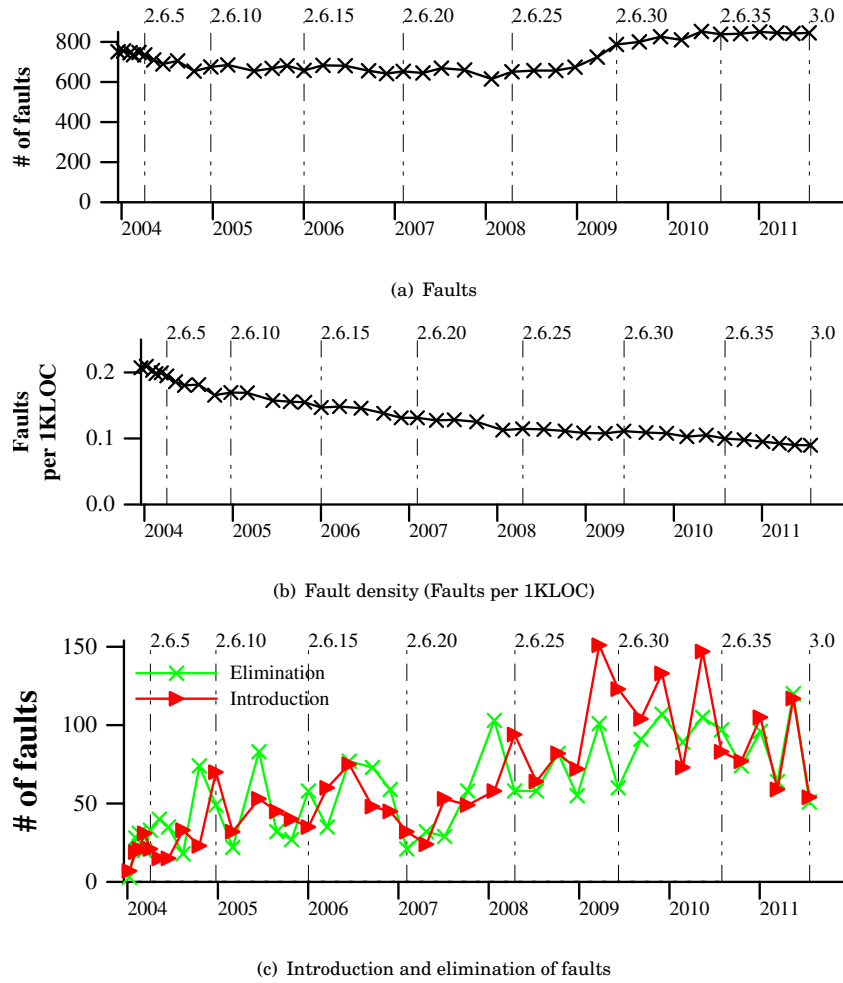 2.6.5 2.6.10 2.6.15 2.6.20 2.6.25 2.6.30 2.6.35 3.0
800
600
400
200
0
# of faults
2004 2005 2006 2007 2008 2009 2010 2011
(a) Faults
2.6.5 2.6.10 2.6.15 2.6.20 2.6.25 2.6.30 2.6.35 3.0
0.2
0.1
0.0
Faults
per 1KLOC
2004 2005 2006 2007 2008 2009 2010 2011
(b) Fault density (Faults per 1KLOC)
150
100
50
0
# of faults
2.6.5 2.6.10 2.6.15 2.6.20 2.6.25 2.6.30 2.6.35 3.0
Elimination
Introduction
2004 2005 2006 2007 2008 2009 2010 2011
(c) Introduction and elimination of faults